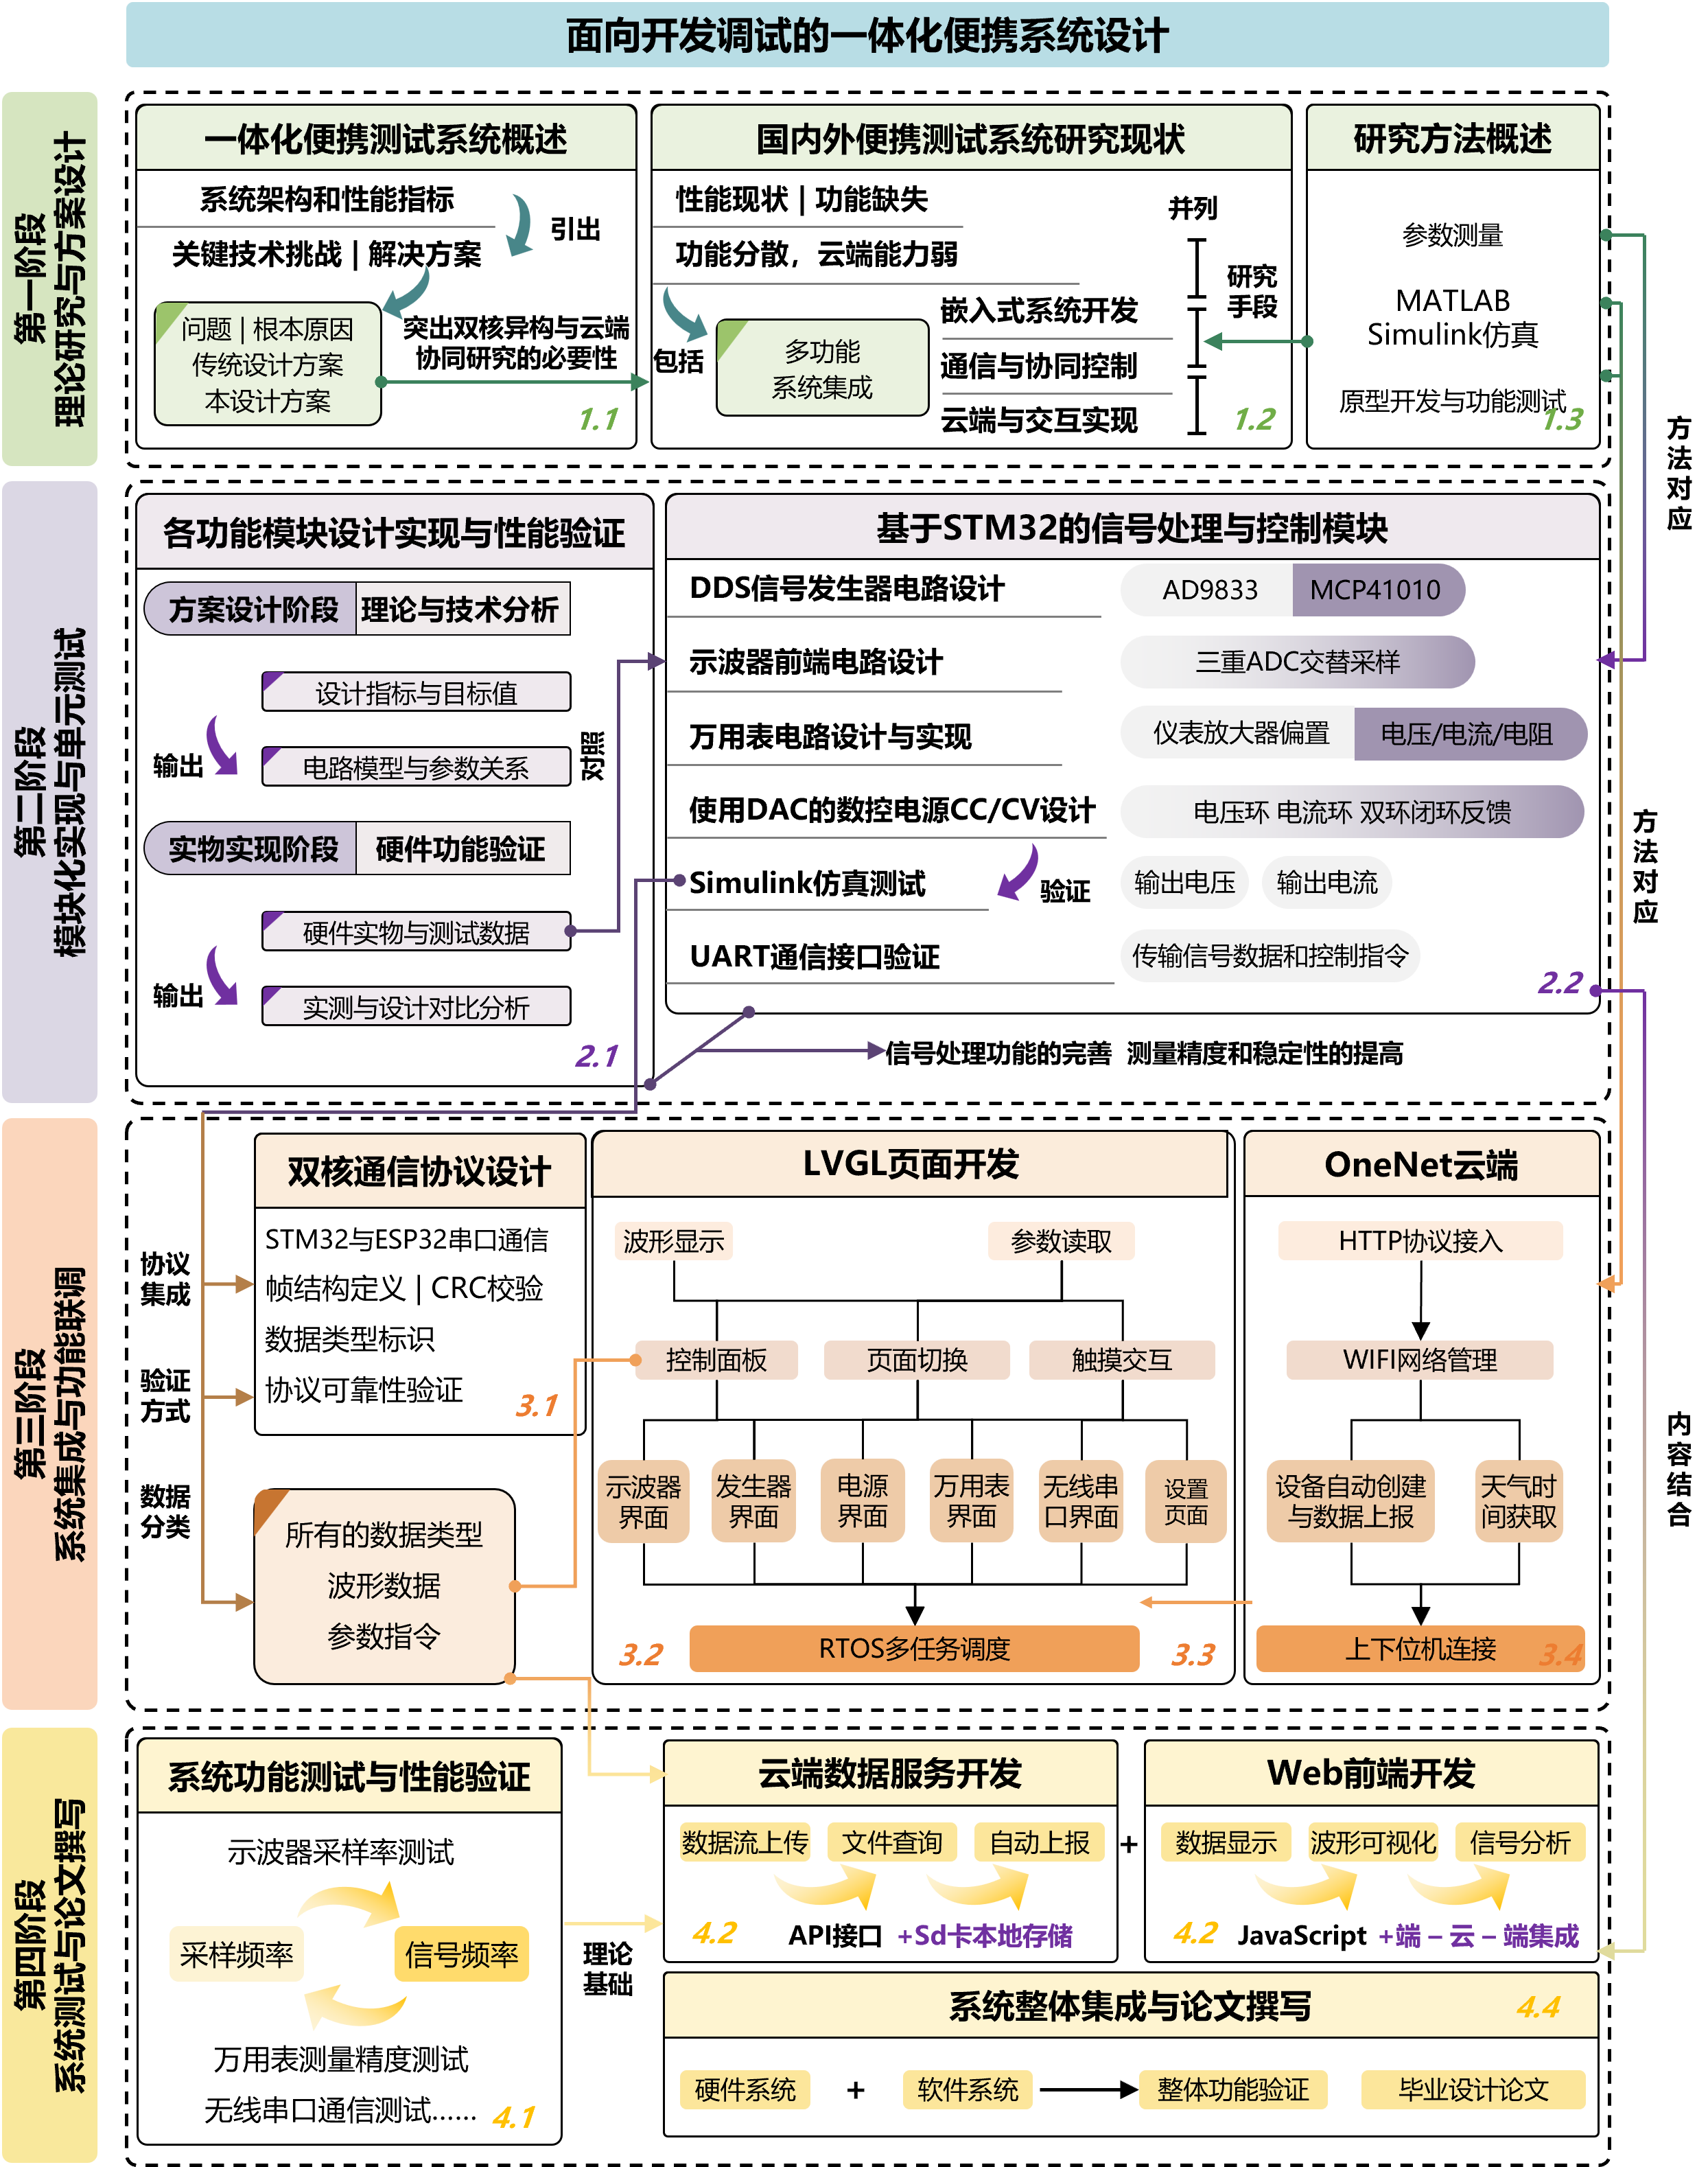 面向开发调试的一体化便携系统设计
第一阶段
理论研究与方案设计
一体化便携测试系统概述
系统架构和性能指标
引出
关键技术挑战 | 解决方案
问题 | 根本原因
传统设计方案
本设计方案
突出双核异构与云端
协同研究的必要性
1.1
国内外便携测试系统研究现状
性能现状 | 功能缺失
功能分散，云端能力弱
包括
多功能
系统集成
嵌入式系统开发
通信与协同控制
云端与交互实现
并列
研究
手段
1.2
研究方法概述
参数测量
MATLAB
Simulink仿真
原型开发与功能测试
1.3
方法对应
第二阶段
模块化实现与单元测试
各功能模块设计实现与性能验证
方案设计阶段
理论与技术分析
设计指标与目标值
输出
电路模型与参数关系
实物实现阶段
硬件功能验证
硬件实物与测试数据
输出
实测与设计对比分析
2.1
对照
基于STM32的信号处理与控制模块
DDS信号发生器电路设计
AD9833
MCP41010
示波器前端电路设计
三重ADC交替采样
万用表电路设计与实现
仪表放大器偏置
电压/电流/电阻
使用DAC的数控电源CC/CV设计
电压环 电流环 双环闭环反馈
Simulink仿真测试
验证
输出电压
输出电流
UART通信接口验证
传输信号数据和控制指令
2.2
信号处理功能的完善 测量精度和稳定性的提高
方法对应
第三阶段
系统集成与功能联调
协议
集成
验证
方式
数据
分类
双核通信协议设计
STM32与ESP32串口通信
帧结构定义 | CRC校验
数据类型标识
协议可靠性验证
3.1
所有的数据类型
波形数据
参数指令
LVGL页面开发
波形显示
参数读取
控制面板
页面切换
触摸交互
示波器
界面
发生器
界面
电源
界面
万用表
界面
无线串
口界面
设置
页面
3.2
RTOS多任务调度
3.3
OneNet云端
HTTP协议接入
WIFI网络管理
设备自动创建
与数据上报
天气时
间获取
上下位机连接
3.4
内容结合
第四阶段
系统测试与论文撰写
系统功能测试与性能验证
示波器采样率测试
采样频率
信号频率
万用表测量精度测试
无线串口通信测试……
4.1
理论
基础
云端数据服务开发
数据流上传
文件查询
自动上报
4.2
API接口
+Sd卡本地存储
+
Web前端开发
数据显示
波形可视化
信号分析
4.2
JavaScript
+端－云－端集成
系统整体集成与论文撰写
4.4
硬件系统
+
软件系统
整体功能验证
毕业设计论文